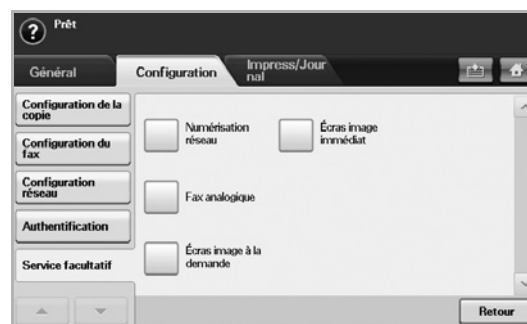 ?
Prêt
Général
Configuration
Impress/Jour
nal
Configuration de la
copie
Configuration du
fax
Configuration
réseau
Authentification
Service facultatif
Numérisation
réseau
Écras image
immédiat
Fax analogique
Écras image à la
demande
Retour